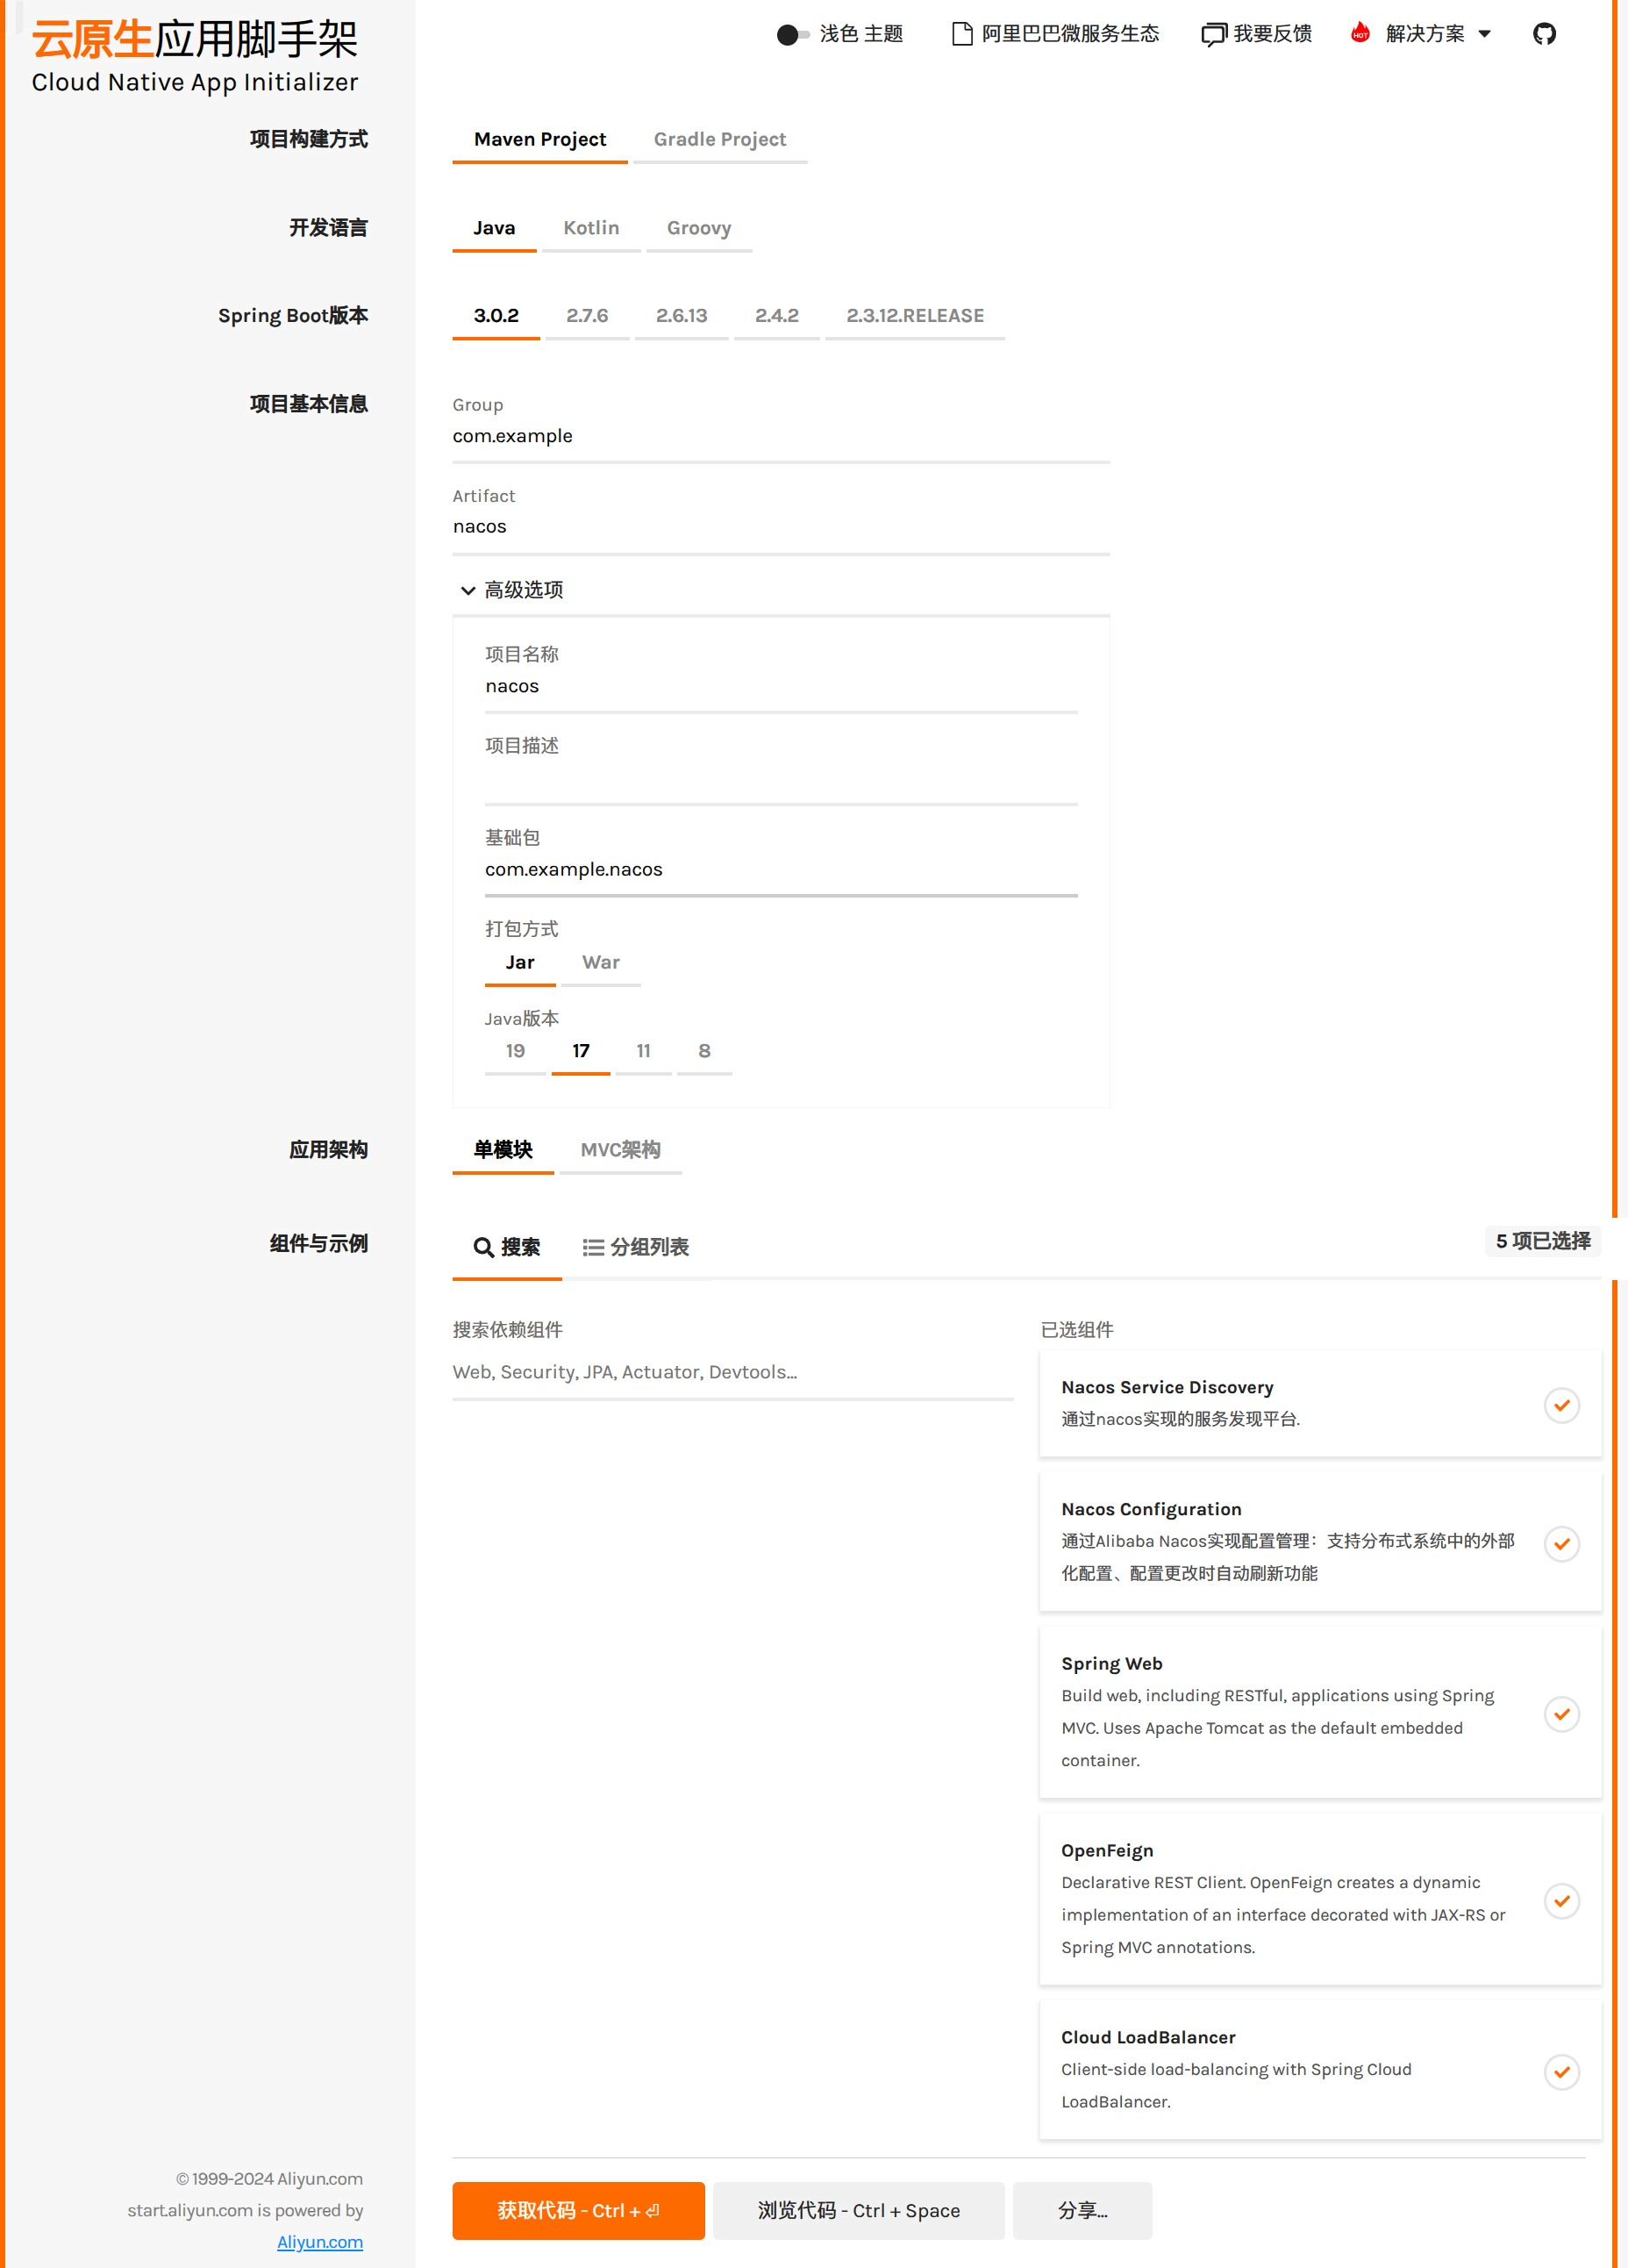 云原生应用脚手架
Cloud Native App Initializer
浅色 主题
阿里巴巴微服务生态
我要反馈
HOT
解决方案
项目构建方式
Maven Project
Gradle Project
开发语言
Java
Kotlin
Groovy
Spring Boot版本
3.0.2
2.7.6
2.6.13
2.4.2
2.3.12.RELEASE
项目基本信息
Group
com.example
Artifact
nacos
高级选项
项目名称
nacos
项目描述
基础包
com.example.nacos
打包方式
Jar
War
Java版本
19
17
11
8
应用架构
单模块
MVC架构
组件与示例
搜索
分组列表
5 项已选择
搜索依赖组件
Web, Security, JPA, Actuator, Devtools...
已选组件
Nacos Service Discovery
通过nacos实现的服务发现平台.
Nacos Configuration
通过Alibaba Nacos实现配置管理：支持分布式系统中的外部
化配置、配置更改时自动刷新功能
Spring Web
Build web, including RESTful, applications using Spring
MVC. Uses Apache Tomcat as the default embedded
container.
OpenFeign
Declarative REST Client. OpenFeign creates a dynamic
implementation of an interface decorated with JAX-RS or
Spring MVC annotations.
Cloud LoadBalancer
Client-side load-balancing with Spring Cloud
LoadBalancer.
© 1999-2024 Aliyun.com
start.aliyun.com is powered by
Aliyun.com
获取代码 - Ctrl + ⏎
浏览代码 - Ctrl + Space
分享...